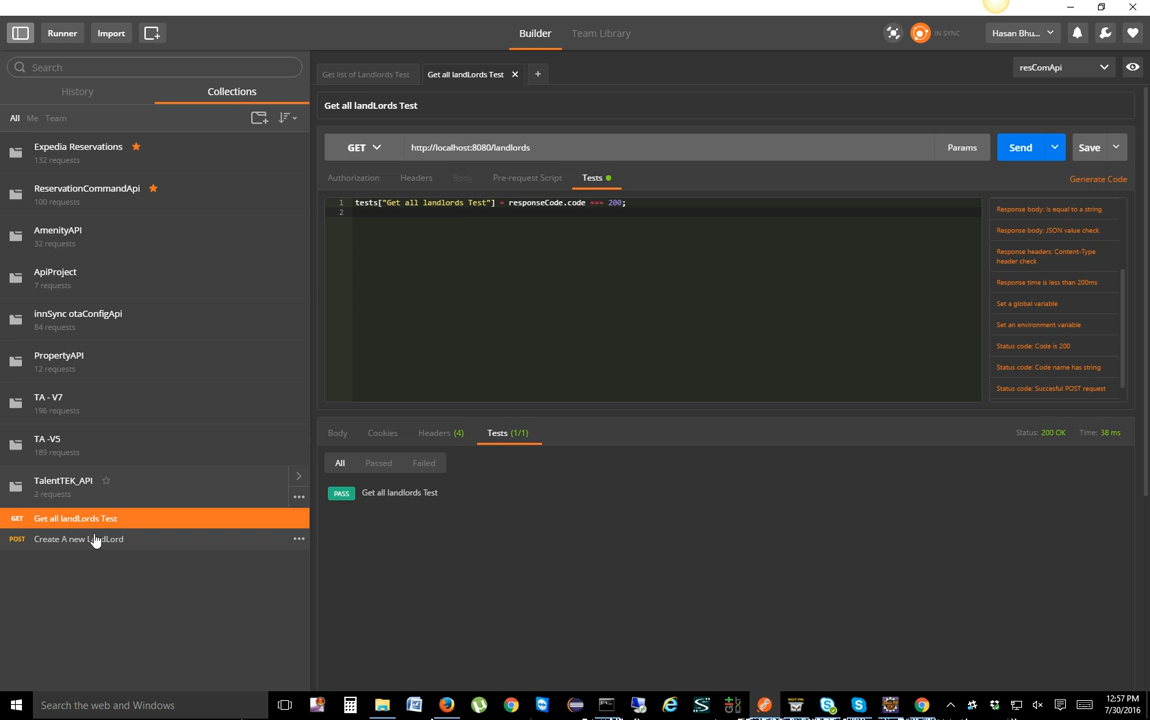 Runner
Import
Builder
Team Library
IN SYNC
Hasan Bhu...
Search
History
Collections
All Me Team
Expedia Reservations
132 requests
ReservationCommandApi
100 requests
AmenityAPI
32 requests
ApiProject
7 requests
innSync otaConfigApi
84 requests
PropertyAPI
12 requests
TA - V7
196 requests
TA -V5
189 requests
TalentTEK_API
2 requests
GET Get all landLords Test
POST Create A new LandLord
Get list of Landlords Test
Get all landLords Test
resComApi
Get all landLords Test
GET
http://localhost:8080/landlords
Params
Send
Save
Authorization
Headers
Body
Pre-request Script
Tests
Generate Code
1 tests["Get all landlords Test"] = responseCode.code === 200;
2
Response body: is equal to a string
Response body: JSON value check
Response headers: Content-Type
header check
Response time is less than 200ms
Set a global variable
Set an environment variable
Status code: Code is 200
Status code: Code name has string
Status code: Succesful POST request
Body
Cookies
Headers (4)
Tests (1/1)
Status: 200 OK
Time: 38 ms
All
Passed
Failed
PASS Get all landlords Test
Search the web and Windows
12:57 PM
7/30/2016